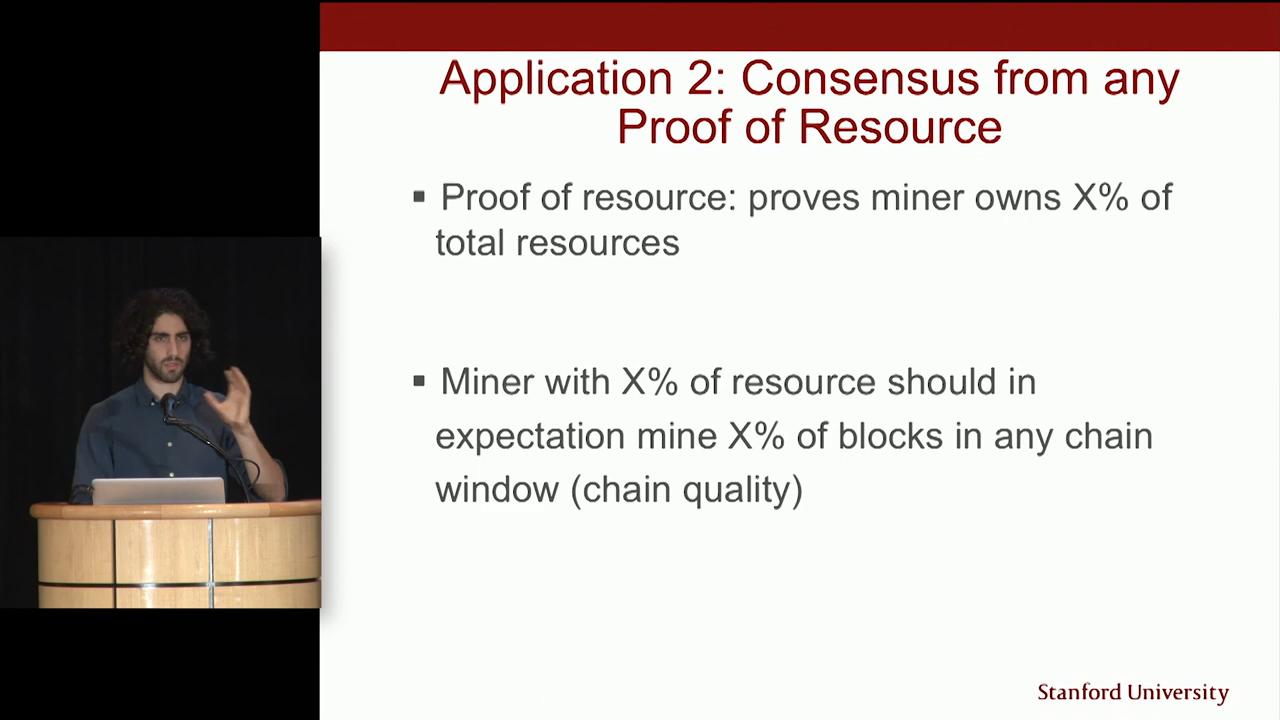 Application 2: Consensus from any
Proof of Resource
▪ Proof of resource: proves miner owns X% of
total resources
▪ Miner with X% of resource should in
expectation mine X% of blocks in any chain
window (chain quality)
Stanford University